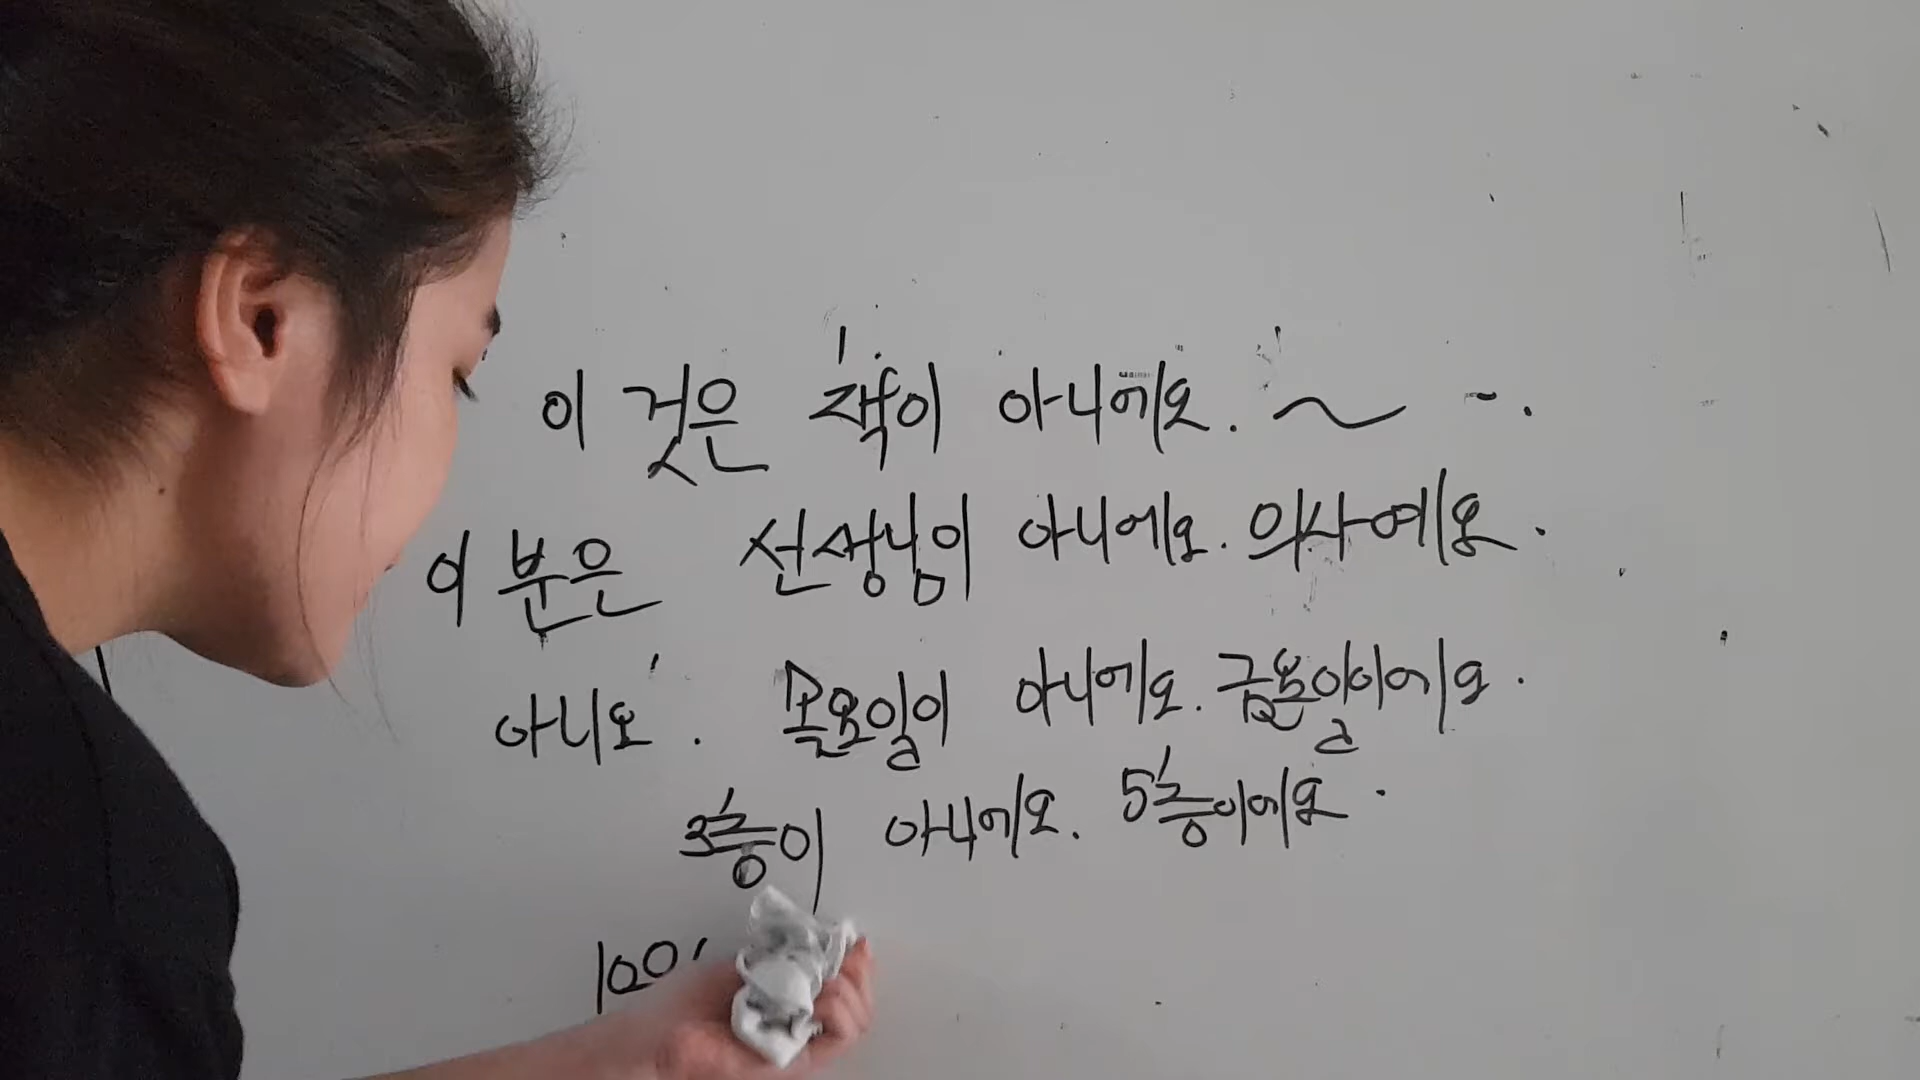 이 것은 책이 아니에요. ~ .
이 분은 선생님이 아니에요. 의사예요.
아니요. 목요일이 아니에요. 금요일이에요.
3층이 아니에요. 5층이에요.
100